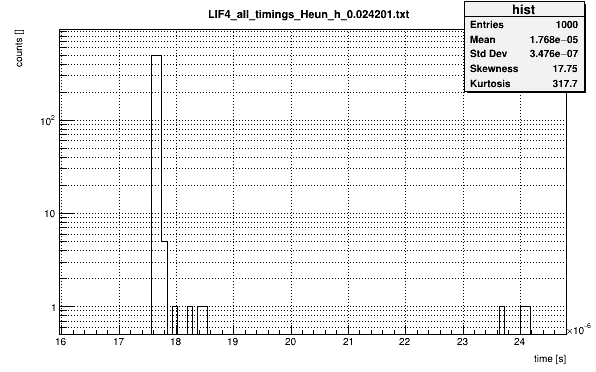 LIF4_all_timings_Heun_h_0.024201.txt
hist
Entries 1000
Mean 1.768e−05
Std Dev 3.476e−07
Skewness 17.75
Kurtosis 317.7
counts []
10²
10
1
16 17 18 19 20 21 22 23 24 ×10⁻⁶
time [s]